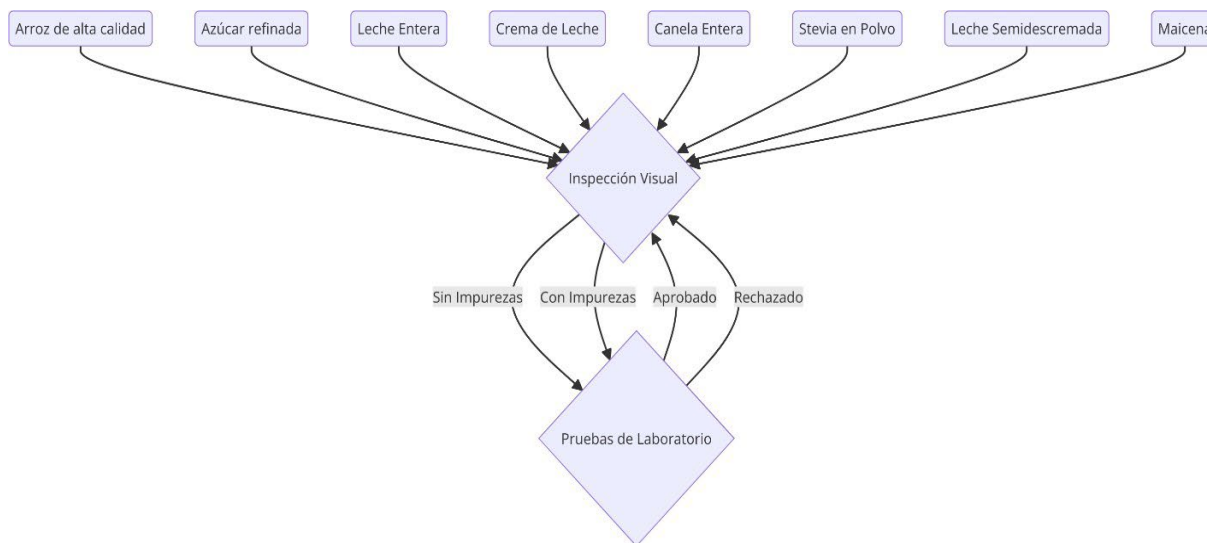 Arroz de alta calidad
Azúcar refinada
Leche Entera
Crema de Leche
Canela Entera
Stevia en Polvo
Leche Semidescremada
Maicena
Inspección Visual
Sin Impurezas
Con Impurezas
Aprobado
Rechazado
Pruebas de Laboratorio